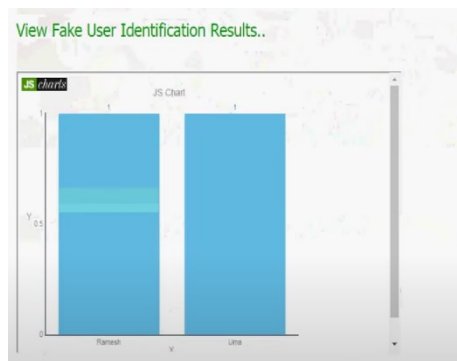 View Fake User Identification Results..
JS charts
JS Chart
1 1
1
Y 0.5
0
Ramesh Uma
X